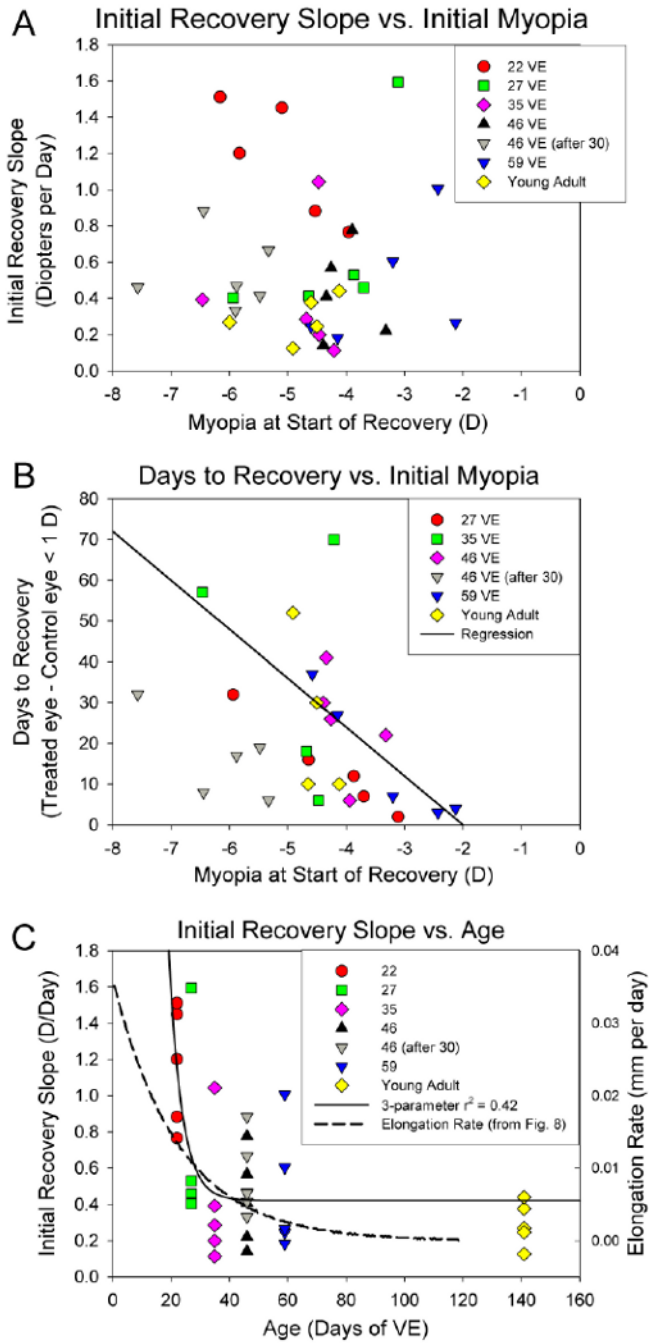 A
Initial Recovery Slope vs. Initial Myopia
Initial Recovery Slope
(Diopters per Day)
1.8
1.6
1.4
1.2
1.0
0.8
0.6
0.4
0.2
0.0
22 VE
27 VE
35 VE
46 VE
46 VE (after 30)
59 VE
Young Adult
-8 -7 -6 -5 -4 -3 -2 -1 0
Myopia at Start of Recovery (D)
B
Days to Recovery vs. Initial Myopia
Days to Recovery
(Treated eye - Control eye < 1 D)
80
70
60
50
40
30
20
10
0
27 VE
35 VE
46 VE
46 VE (after 30)
59 VE
Young Adult
Regression
-8 -7 -6 -5 -4 -3 -2 -1 0
Myopia at Start of Recovery (D)
C
Initial Recovery Slope vs. Age
Initial Recovery Slope (D/Day)
1.8
1.6
1.4
1.2
1.0
0.8
0.6
0.4
0.2
0.0
22
27
35
46
46 (after 30)
59
Young Adult
3-parameter r² = 0.42
Elongation Rate (from Fig. 8)
0.04
0.03
0.02
0.01
0.00
Elongation Rate (mm per day)
0 20 40 60 80 100 120 140 160
Age (Days of VE)